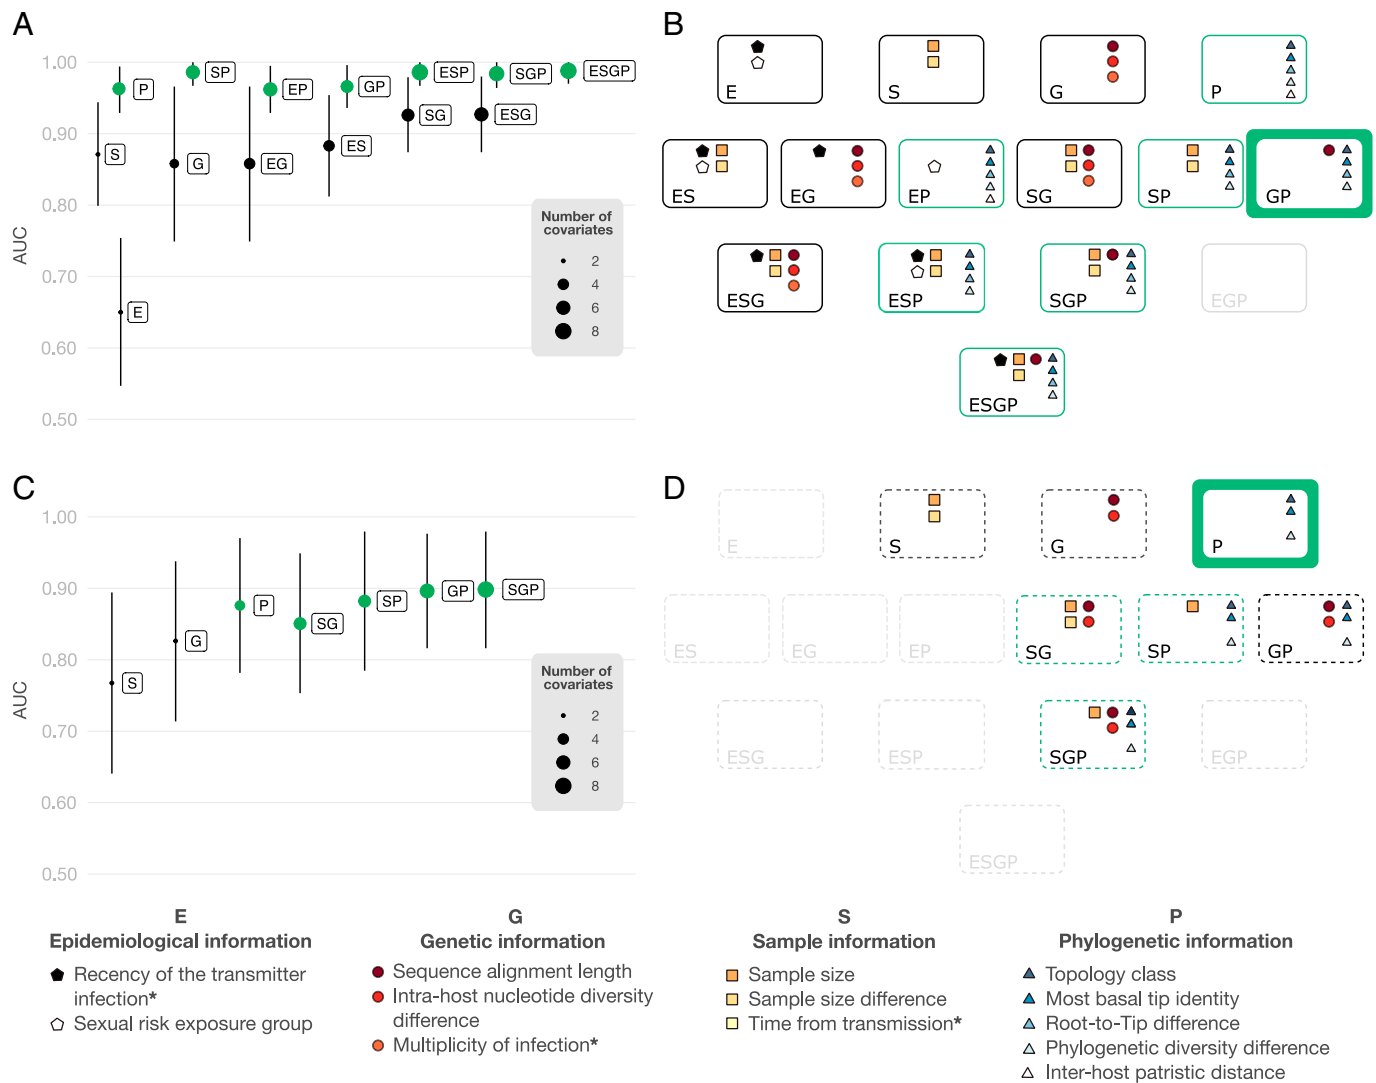 A
B
1.00
0.90
0.80
0.70
0.60
0.50
AUC
P
SP
EP
GP
ESP
SGP
ESGP
S
G
EG
ES
SG
ESG
E
Number of
covariates
2
4
6
8
E
S
G
P
ES
EG
EP
SG
SP
GP
ESG
ESP
SGP
EGP
ESGP
C
D
1.00
0.90
0.80
0.70
0.60
0.50
AUC
S
G
P
SG
SP
GP
SGP
Number of
covariates
2
4
6
8
E
S
G
P
ES
EG
EP
SG
SP
GP
ESG
ESP
SGP
EGP
ESGP
E
Epidemiological information
Recency of the transmitter
infection*
Sexual risk exposure group
G
Genetic information
Sequence alignment length
Intra-host nucleotide diversity
difference
Multiplicity of infection*
S
Sample information
Sample size
Sample size difference
Time from transmission*
P
Phylogenetic information
Topology class
Most basal tip identity
Root-to-Tip difference
Phylogenetic diversity difference
Inter-host patristic distance